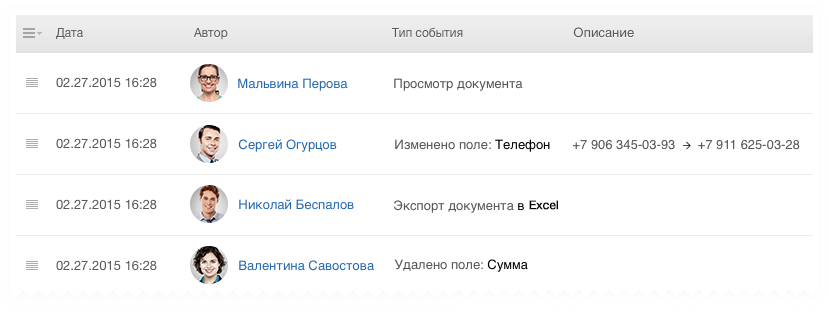 Дата Автор Тип события Описание
02.27.2015 16:28 Мальвина Перова Просмотр документа
02.27.2015 16:28 Сергей Огурцов Изменено поле: Телефон +7 906 345-03-93 → +7 911 625-03-28
02.27.2015 16:28 Николай Беспалов Экспорт документа в Excel
02.27.2015 16:28 Валентина Савостова Удалено поле: Сумма